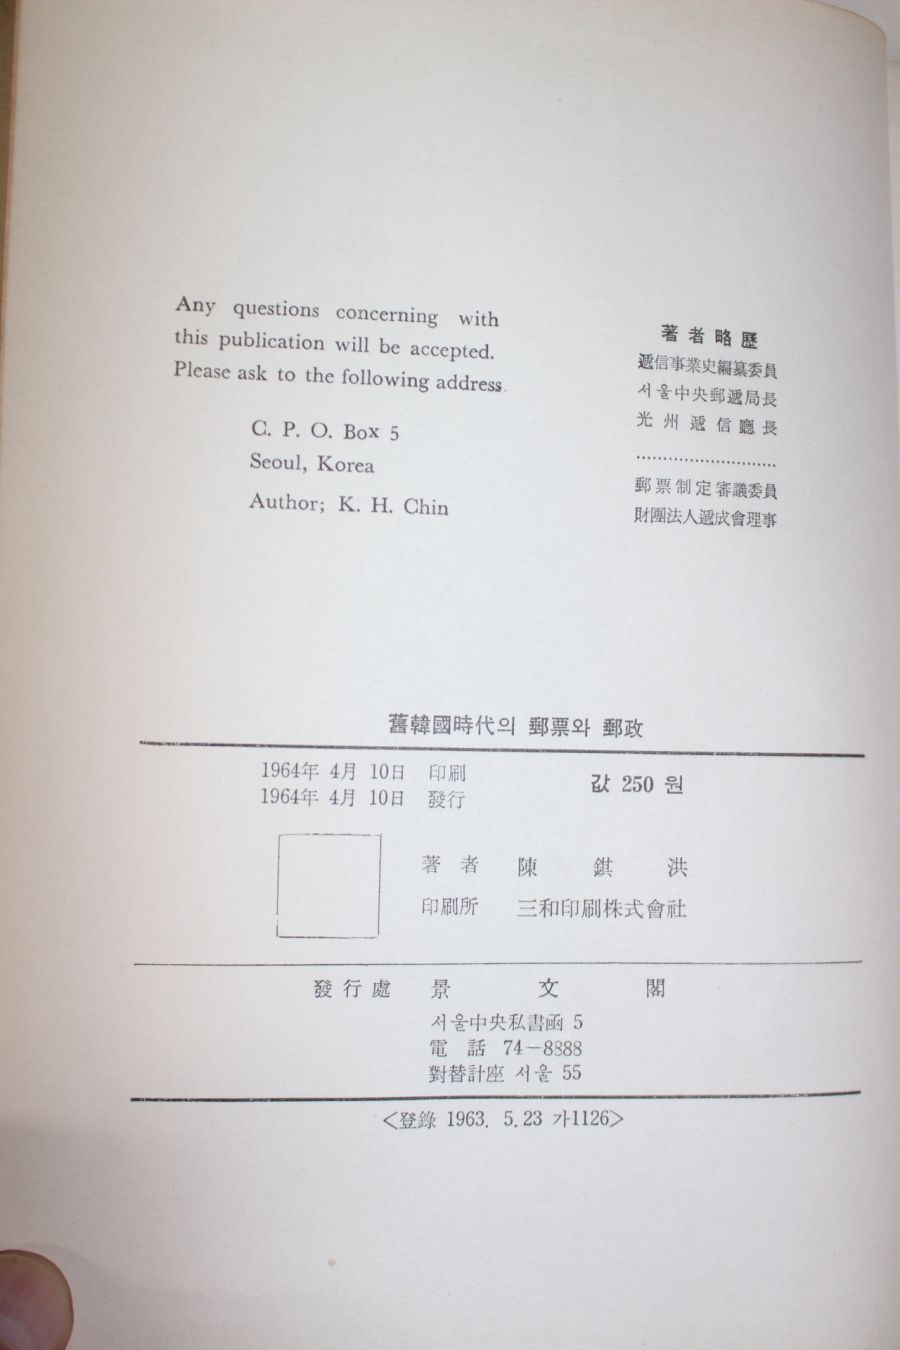 Any questions concerning with
this publication will be accepted.
Please ask to the following address.
C. P. O. Box 5
Seoul, Korea
Author; K. H. Chin
著者略歷
遞信事業史編纂委員
서울中央郵遞局長
光州遞信廳長
郵票制定審議委員
財團法人遞成會理事
舊韓國時代의 郵票와 郵政
1964年 4月 10日 印刷
1964年 4月 10日 發行
값 250 원
著者 陳錤洪
印刷所 三和印刷株式會社
發行處 景文閣
서울中央私書函 5
電話 74-8888
對替計座 서울 55
<登錄 1963. 5.23 가1126>